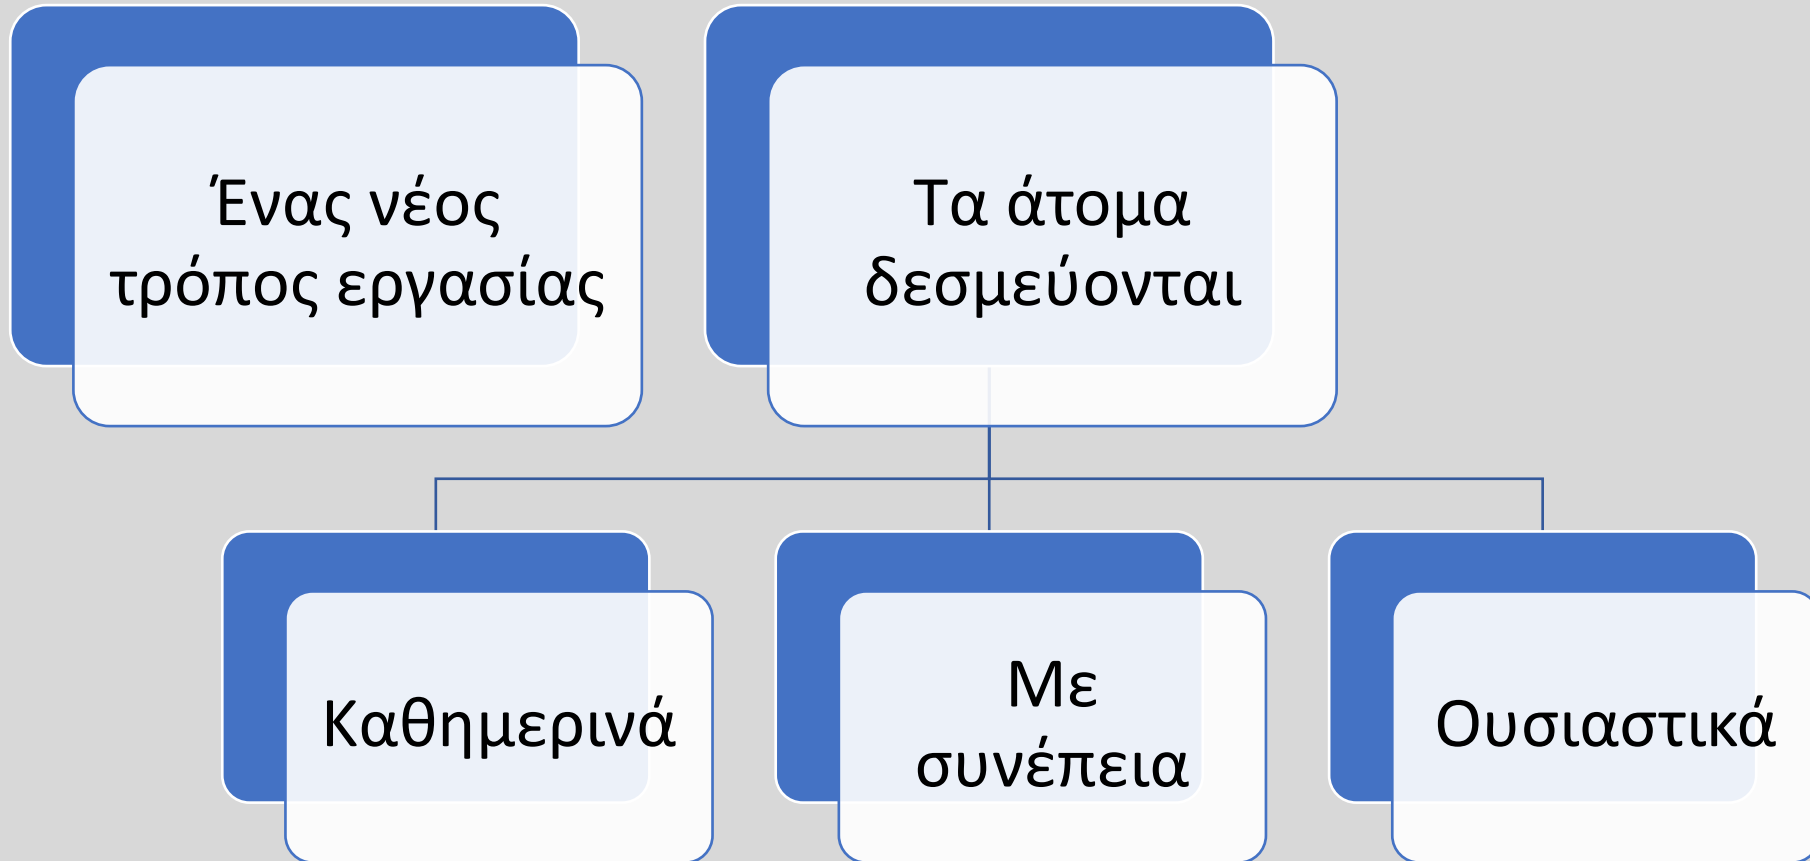 Ένας νέος
τρόπος εργασίας
Τα άτομα
δεσμεύονται
Καθημερινά
Με
συνέπεια
Ουσιαστικά